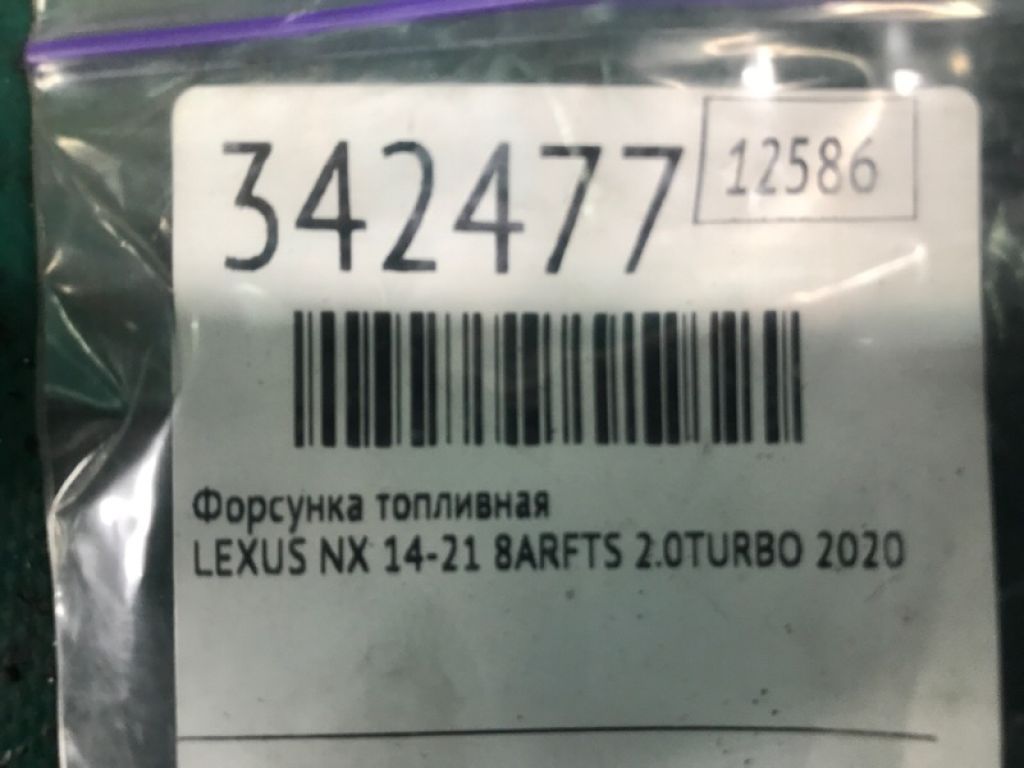 342477
12586
Форсунка топливная
LEXUS NX 14-21 8ARFTS 2.0TURBO 2020